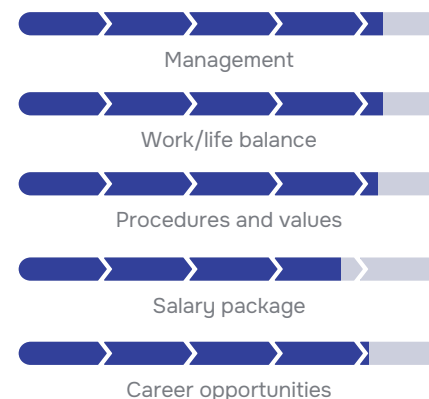 Management
Work/life balance
Procedures and values
Salary package
Career opportunities